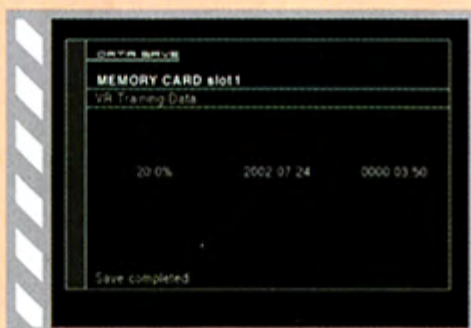 DATA SAVE
MEMORY CARD slot1
VR Training Data
20.0% 2002.07.24 0000:03:50
Save completed